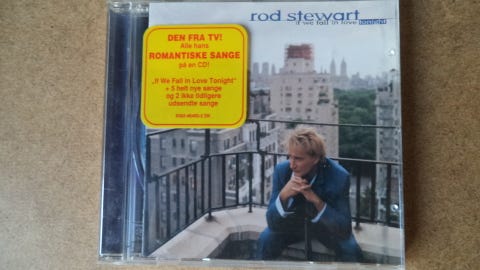 rod stewart
if we fall in love tonight
DEN FRA TV!
Alle hans
ROMANTISKE SANGE
på en CD!
„If We Fall In Love Tonight"
+ 5 helt nye sange
og 2 ikke tidligere
udsendte sange